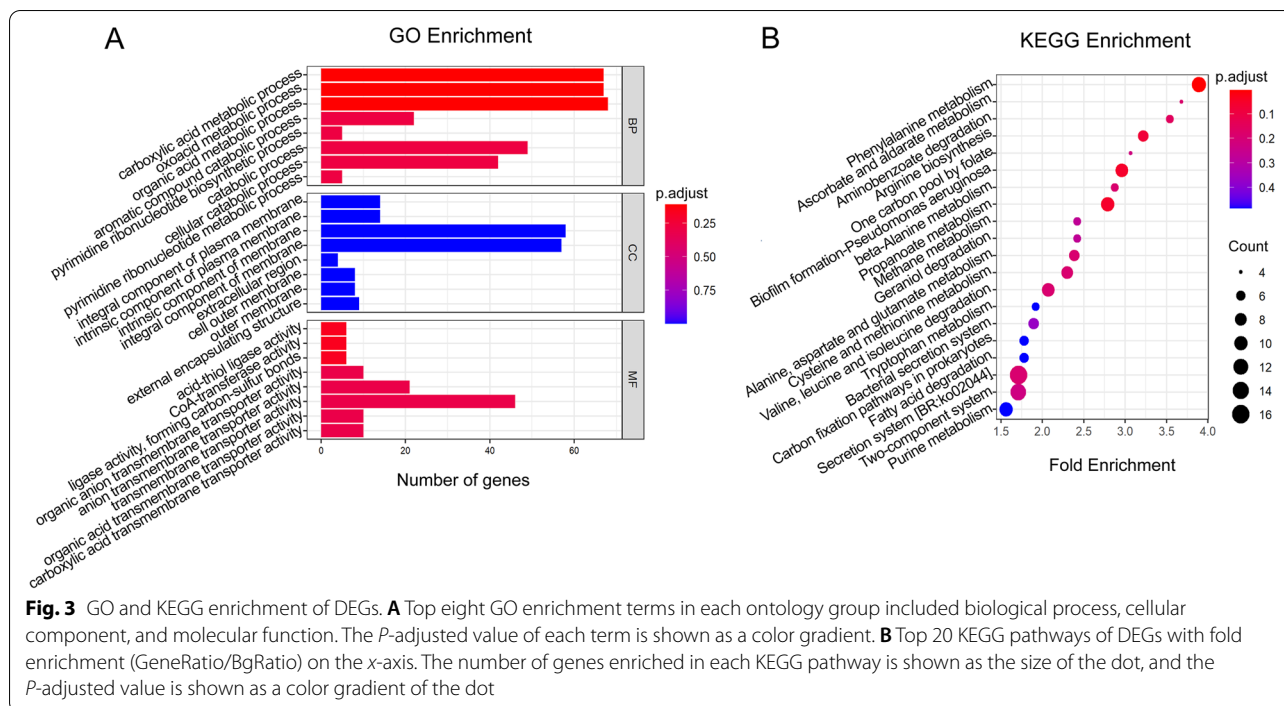 A
GO Enrichment
carboxylic acid metabolic process
oxoacid metabolic process
organic acid metabolic process
aromatic compound catabolic process
pyrimidine ribonucleotide biosynthetic process
catabolic process
cellular catabolic process
pyrimidine ribonucleotide metabolic process
BP
integral component of plasma membrane
intrinsic component of plasma membrane
intrinsic component of membrane
integral component of membrane
extracellular region
cell outer membrane
outer membrane
external encapsulating structure
CC
acid-thiol ligase activity
CoA-transferase activity
ligase activity, forming carbon-sulfur bonds
organic anion transmembrane transporter activity
anion transmembrane transporter activity
transmembrane transporter activity
organic acid transmembrane transporter activity
carboxylic acid transmembrane transporter activity
MF
0
20
40
60
Number of genes
p.adjust
0.25
0.50
0.75
B
KEGG Enrichment
Phenylalanine metabolism
Ascorbate and aldarate metabolism
Aminobenzoate degradation
Arginine biosynthesis
One carbon pool by folate
Biofilm formation-Pseudomonas aeruginosa
beta-Alanine metabolism
Propanoate metabolism
Methane metabolism
Geraniol degradation
Alanine, aspartate and glutamate metabolism
Cysteine and methionine metabolism
Valine, leucine and isoleucine degradation
Tryptophan metabolism
Bacterial secretion system
Carbon fixation pathways in prokaryotes
Fatty acid degradation
Secretion system [BR:ko02044]
Two-component system
Purine metabolism
1.5
2.0
2.5
3.0
3.5
4.0
Fold Enrichment
p.adjust
0.1
0.2
0.3
0.4
Count
4
6
8
10
12
14
16
Fig. 3 GO and KEGG enrichment of DEGs. A Top eight GO enrichment terms in each ontology group included biological process, cellular
component, and molecular function. The P-adjusted value of each term is shown as a color gradient. B Top 20 KEGG pathways of DEGs with fold
enrichment (GeneRatio/BgRatio) on the x-axis. The number of genes enriched in each KEGG pathway is shown as the size of the dot, and the
P-adjusted value is shown as a color gradient of the dot